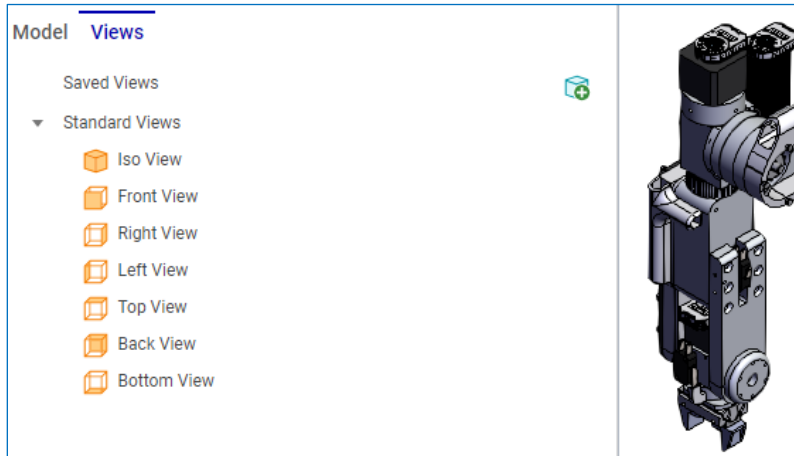 Model Views
Saved Views
Standard Views
Iso View
Front View
Right View
Left View
Top View
Back View
Bottom View